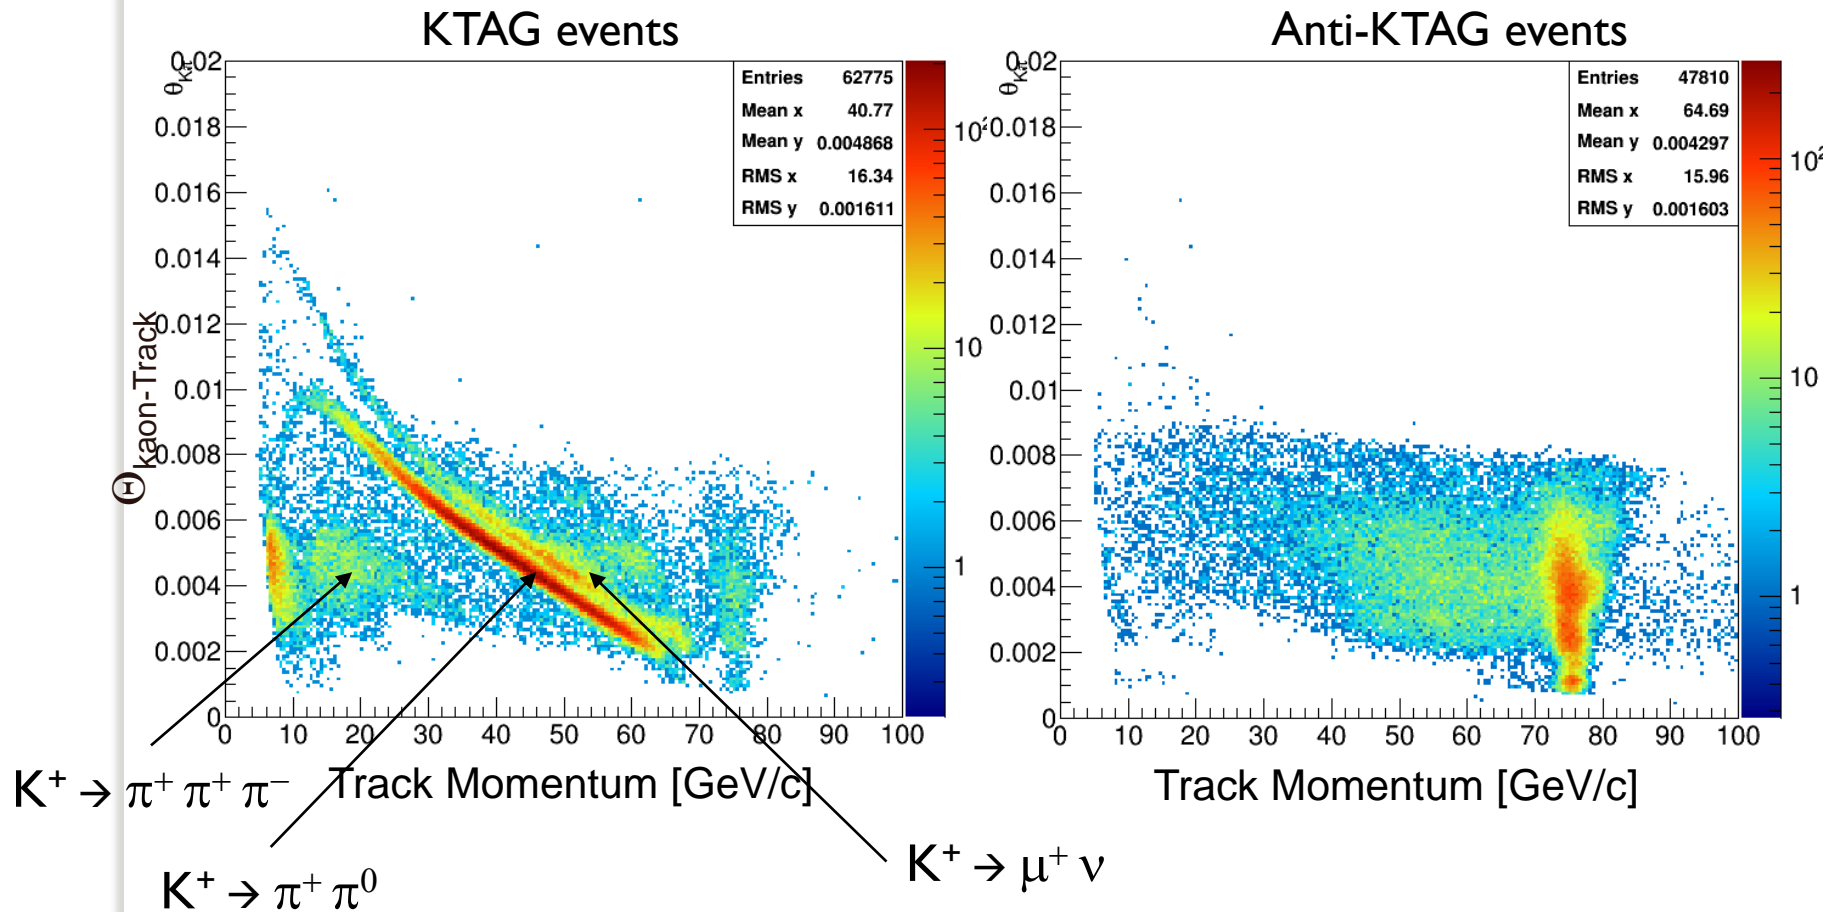 KTAG events
Anti-KTAG events
Entries 62775
Mean x 40.77
Mean y 0.004868
RMS x 16.34
RMS y 0.001611
Entries 47810
Mean x 64.69
Mean y 0.004297
RMS x 15.96
RMS y 0.001603
θKπ
0.02
0.018
0.016
0.014
0.012
0.01
0.008
0.006
0.004
0.002
0
Θkaon-Track
10²
10
1
θKπ
0.02
0.018
0.016
0.014
0.012
0.01
0.008
0.006
0.004
0.002
0
10²
10
1
0 10 20 30 40 50 60 70 80 90 100
0 10 20 30 40 50 60 70 80 90 100
Track Momentum [GeV/c]
Track Momentum [GeV/c]
K⁺ → π⁺ π⁺ π⁻
K⁺ → π⁺ π⁰
K⁺ → μ⁺ ν